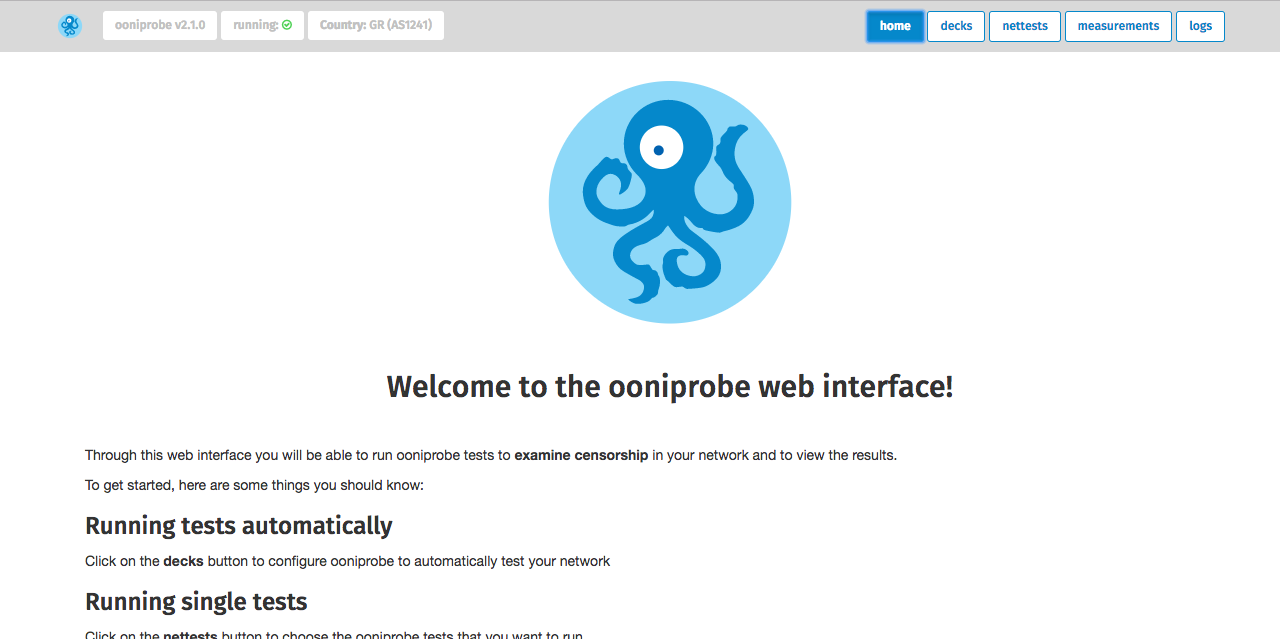 ooniprobe v2.1.0 running: Country: GR (AS1241) home decks nettests measurements logs
Welcome to the ooniprobe web interface!
Through this web interface you will be able to run ooniprobe tests to examine censorship in your network and to view the results.
To get started, here are some things you should know:
Running tests automatically
Click on the decks button to configure ooniprobe to automatically test your network
Running single tests
Click on the nettests button to choose the ooniprobe tests that you want to run